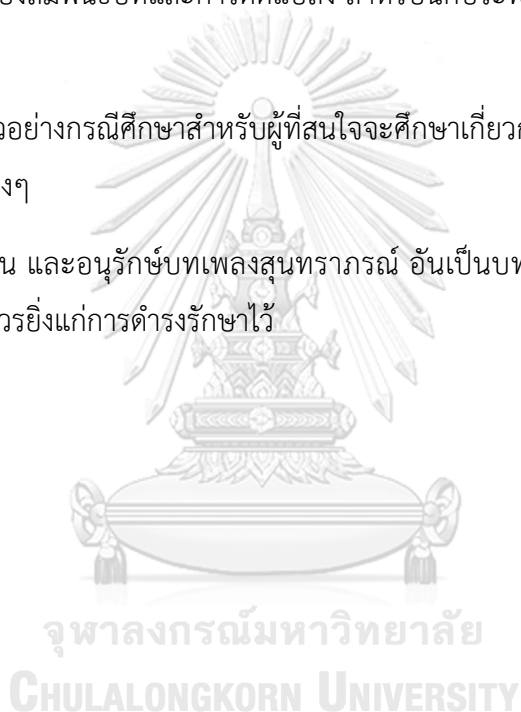 วอย่างกรณีศึกษาสำหรับผู้ที่สนใจจะศึกษาเกี่ยวก
งๆ
น และอนุรักษ์บทเพลงสุนทราภรณ์ อันเป็นบท
วรยิ่งแก่การดำรงรักษาไว้
จุฬาลงกรณ์มหาวิทยาลัย
CHULALONGKORN UNIVERSITY